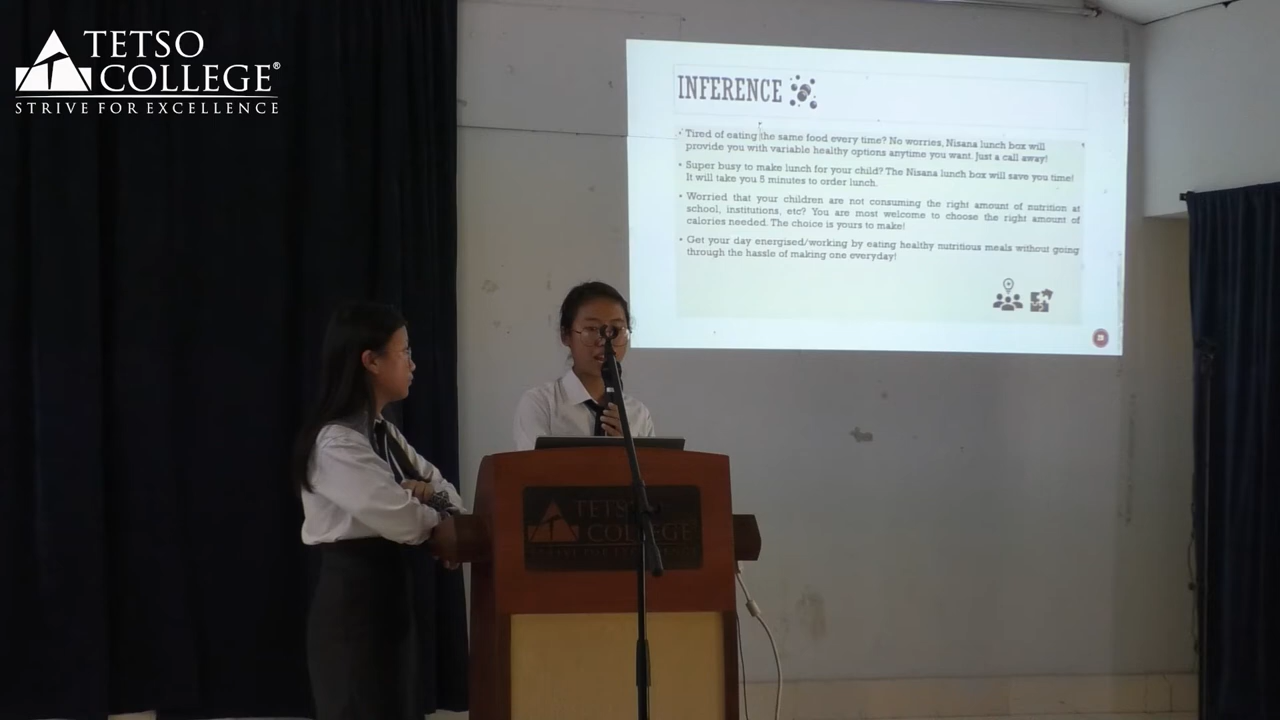 TETSO
COLLEGE®
STRIVE FOR EXCELLENCE
INFERENCE
• Tired of eating the same food every time? No worries, Nisana lunch box will
provide you with variable healthy options anytime you want. Just a call away!
• Super busy to make lunch for your child? The Nisana lunch box will save you time!
It will take you 5 minutes to order lunch.
• Worried that your children are not consuming the right amount of nutrition at
school, institutions, etc? You are most welcome to choose the right amount of
calories needed. The choice is yours to make!
• Get your day energised/working by eating healthy nutritious meals without going
through the hassle of making one everyday!
TETSO
COLLEGE
STRIVE FOR EXCELLENCE